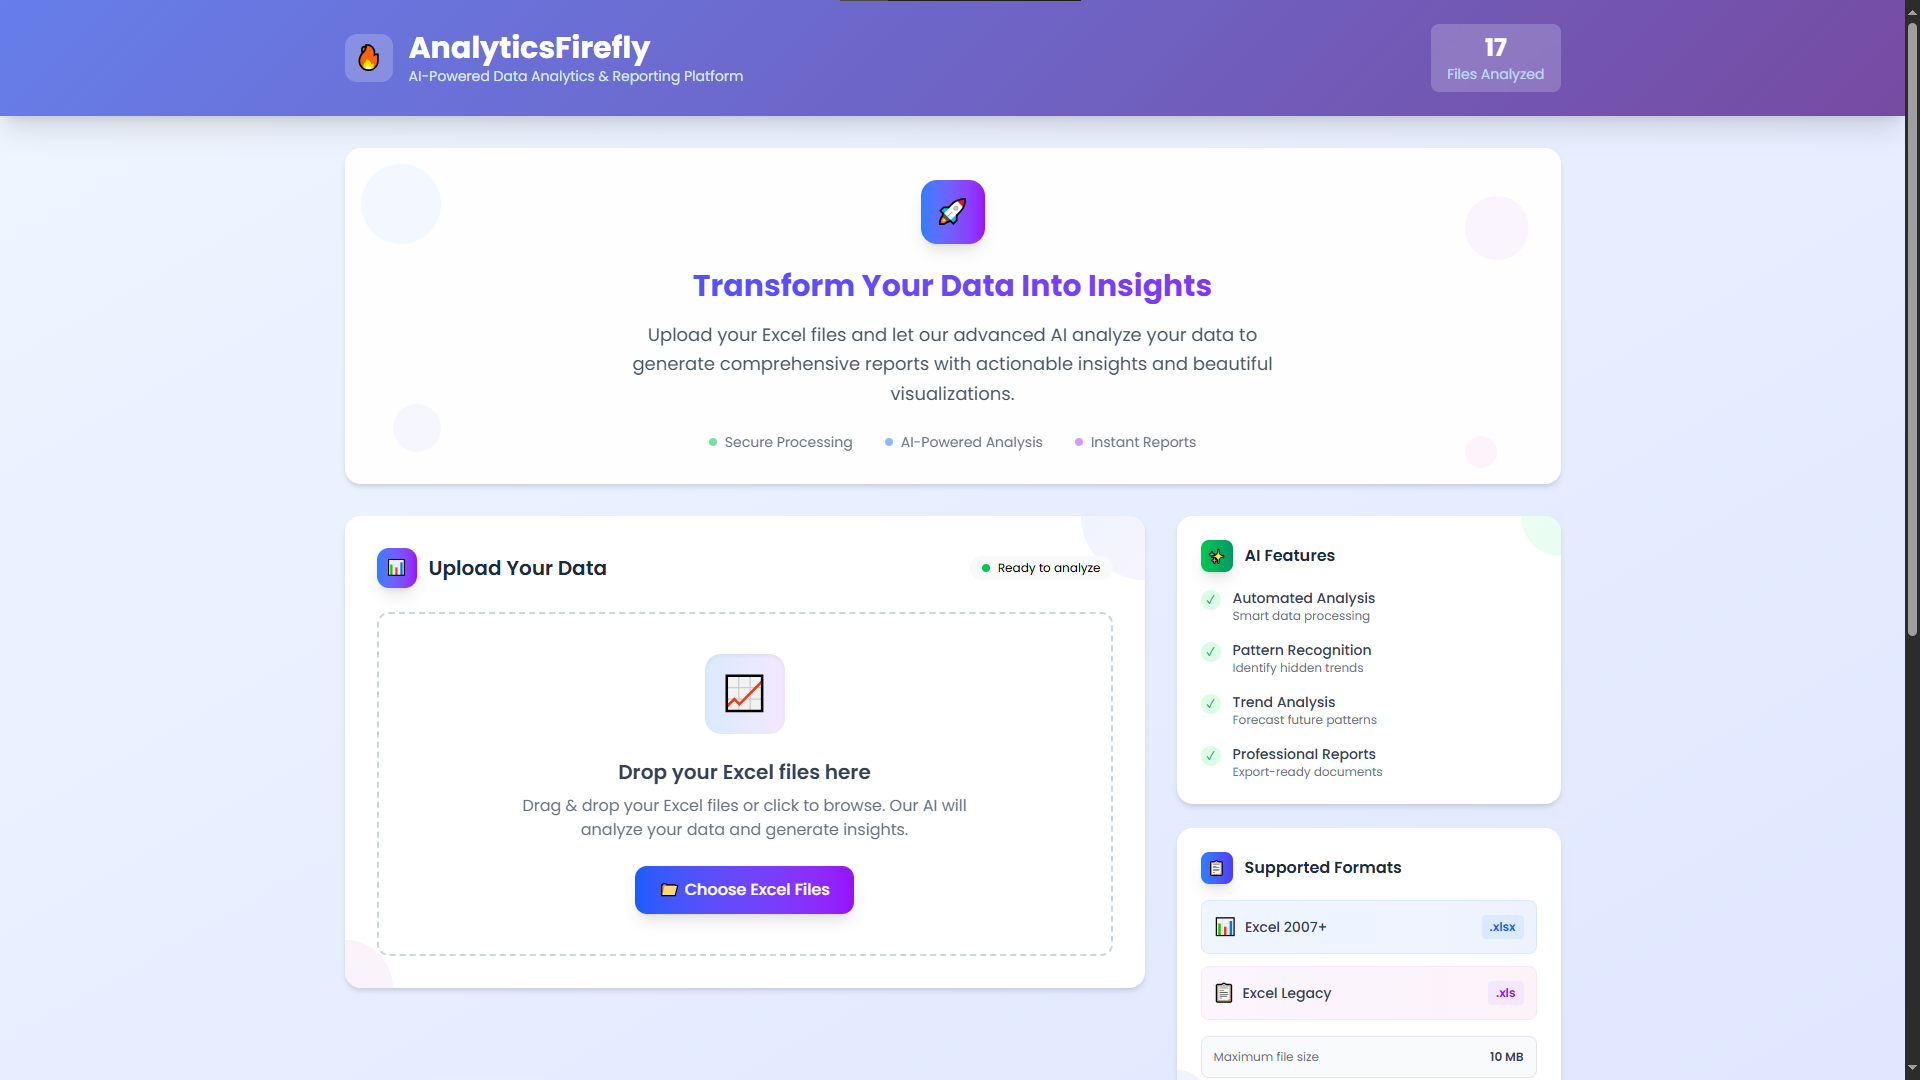 AnalyticsFirefly
AI-Powered Data Analytics & Reporting Platform
17
Files Analyzed
Transform Your Data Into Insights
Upload your Excel files and let our advanced AI analyze your data to
generate comprehensive reports with actionable insights and beautiful
visualizations.
Secure Processing
AI-Powered Analysis
Instant Reports
Upload Your Data
Ready to analyze
Drop your Excel files here
Drag & drop your Excel files or click to browse. Our AI will
analyze your data and generate insights.
Choose Excel Files
AI Features
Automated Analysis
Smart data processing
Pattern Recognition
Identify hidden trends
Trend Analysis
Forecast future patterns
Professional Reports
Export-ready documents
Supported Formats
Excel 2007+
.xlsx
Excel Legacy
.xls
Maximum file size
10 MB